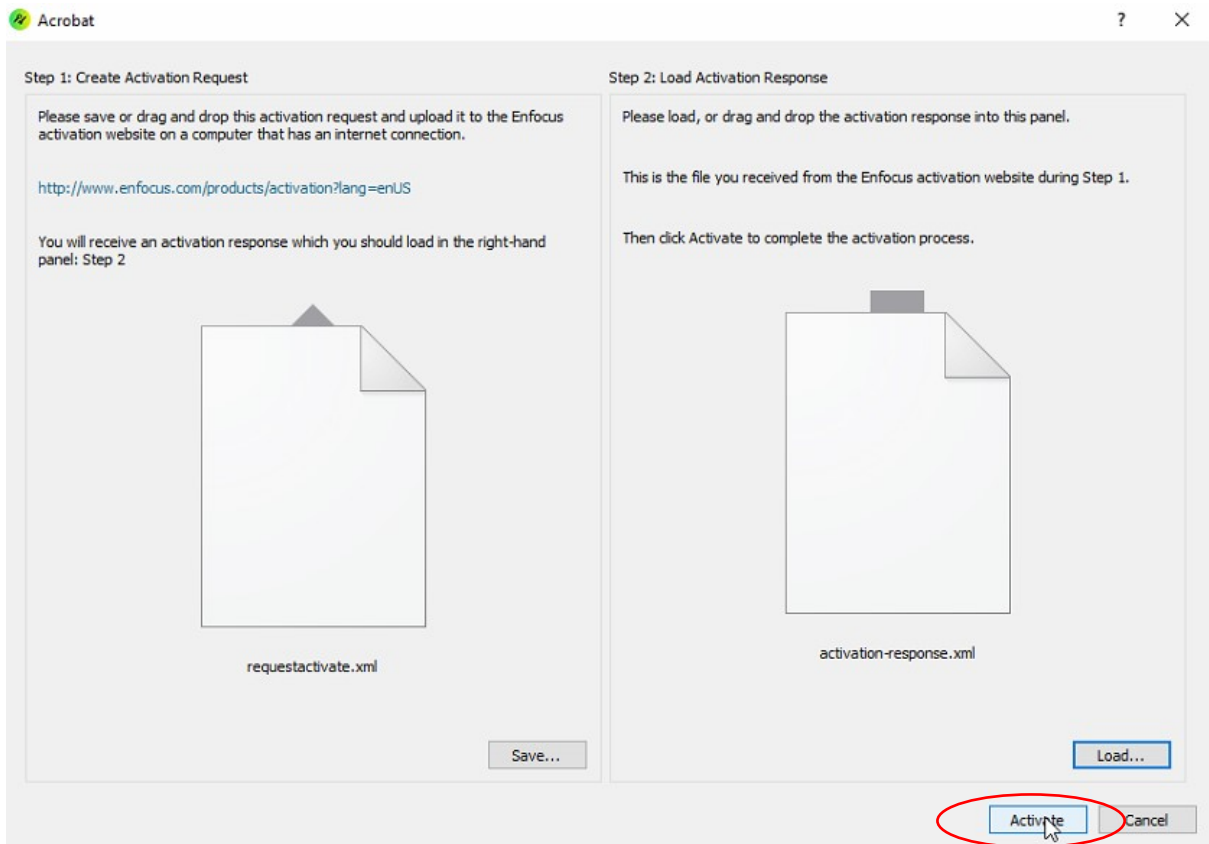 Acrobat
?
Step 1: Create Activation Request
Please save or drag and drop this activation request and upload it to the Enfocus
activation website on a computer that has an internet connection.
http://www.enfocus.com/products/activation?lang=enUS
You will receive an activation response which you should load in the right-hand
panel: Step 2
requestactivate.xml
Save...
Step 2: Load Activation Response
Please load, or drag and drop the activation response into this panel.
This is the file you received from the Enfocus activation website during Step 1.
Then click Activate to complete the activation process.
activation-response.xml
Load...
Activate
Cancel